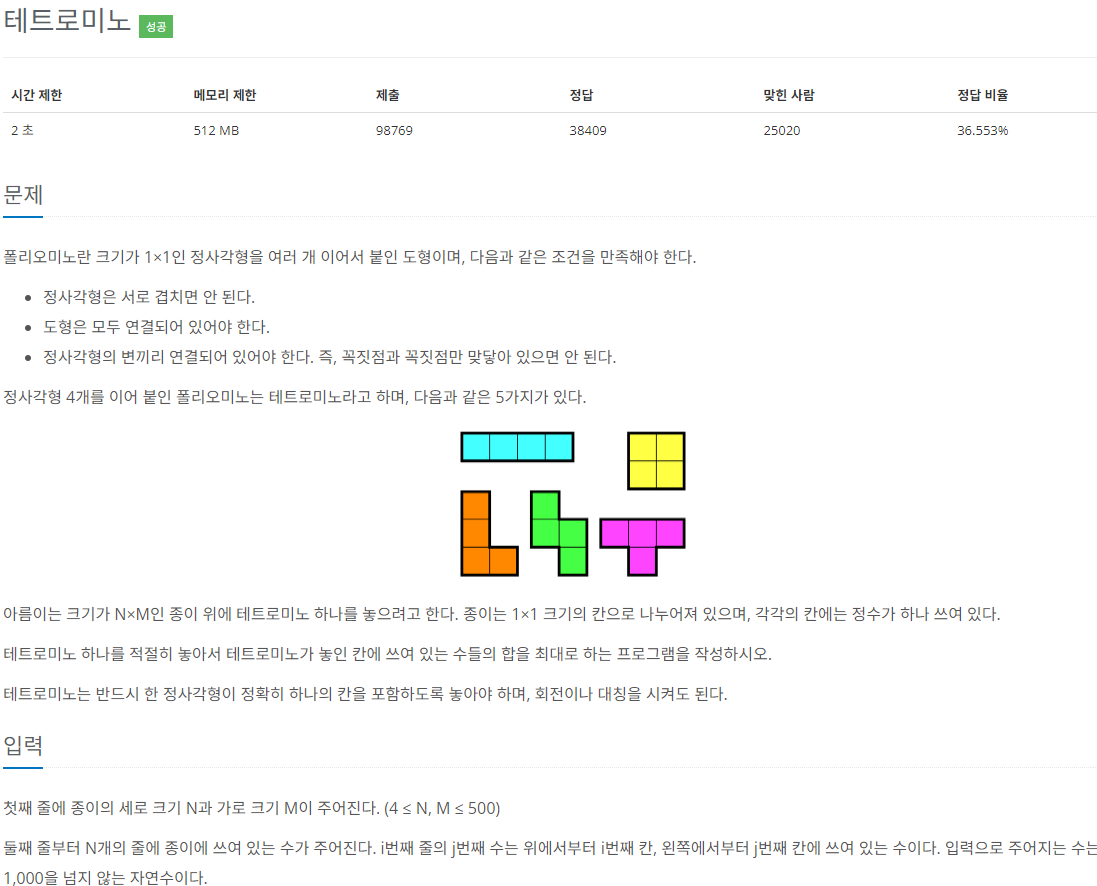 테트로미노 성공
시간 제한 메모리 제한 제출 정답 맞힌 사람 정답 비율
2 초 512 MB 98769 38409 25020 36.553%
문제
폴리오미노란 크기가 1×1인 정사각형을 여러 개 이어서 붙인 도형이며, 다음과 같은 조건을 만족해야 한다.
정사각형은 서로 겹치면 안 된다.
도형은 모두 연결되어 있어야 한다.
정사각형의 변끼리 연결되어 있어야 한다. 즉, 꼭짓점과 꼭짓점만 맞닿아 있으면 안 된다.
정사각형 4개를 이어 붙인 폴리오미노는 테트로미노라고 하며, 다음과 같은 5가지가 있다.
아름이는 크기가 N×M인 종이 위에 테트로미노 하나를 놓으려고 한다. 종이는 1×1 크기의 칸으로 나누어져 있으며, 각각의 칸에는 정수가 하나 쓰여 있다.
테트로미노 하나를 적절히 놓아서 테트로미노가 놓인 칸에 쓰여 있는 수들의 합을 최대로 하는 프로그램을 작성하시오.
테트로미노는 반드시 한 정사각형이 정확히 하나의 칸을 포함하도록 놓아야 하며, 회전이나 대칭을 시켜도 된다.
입력
첫째 줄에 종이의 세로 크기 N과 가로 크기 M이 주어진다. (4 ≤ N, M ≤ 500)
둘째 줄부터 N개의 줄에 종이에 쓰여 있는 수가 주어진다. i번째 줄의 j번째 수는 위에서부터 i번째 칸, 왼쪽에서부터 j번째 칸에 쓰여 있는 수이다. 입력으로 주어지는 수는
1,000을 넘지 않는 자연수이다.